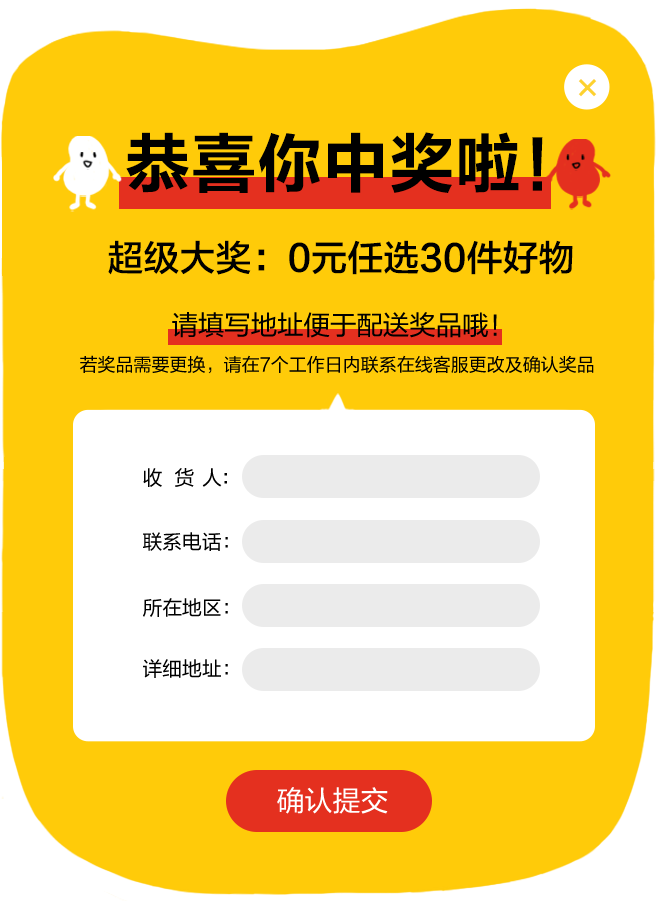 恭喜你中奖啦！
超级大奖：0元任选30件好物
请填写地址便于配送奖品哦！
若奖品需要更换，请在7个工作日内联系在线客服更改及确认奖品
收 货 人：
联系电话：
所在地区：
详细地址：
确认提交